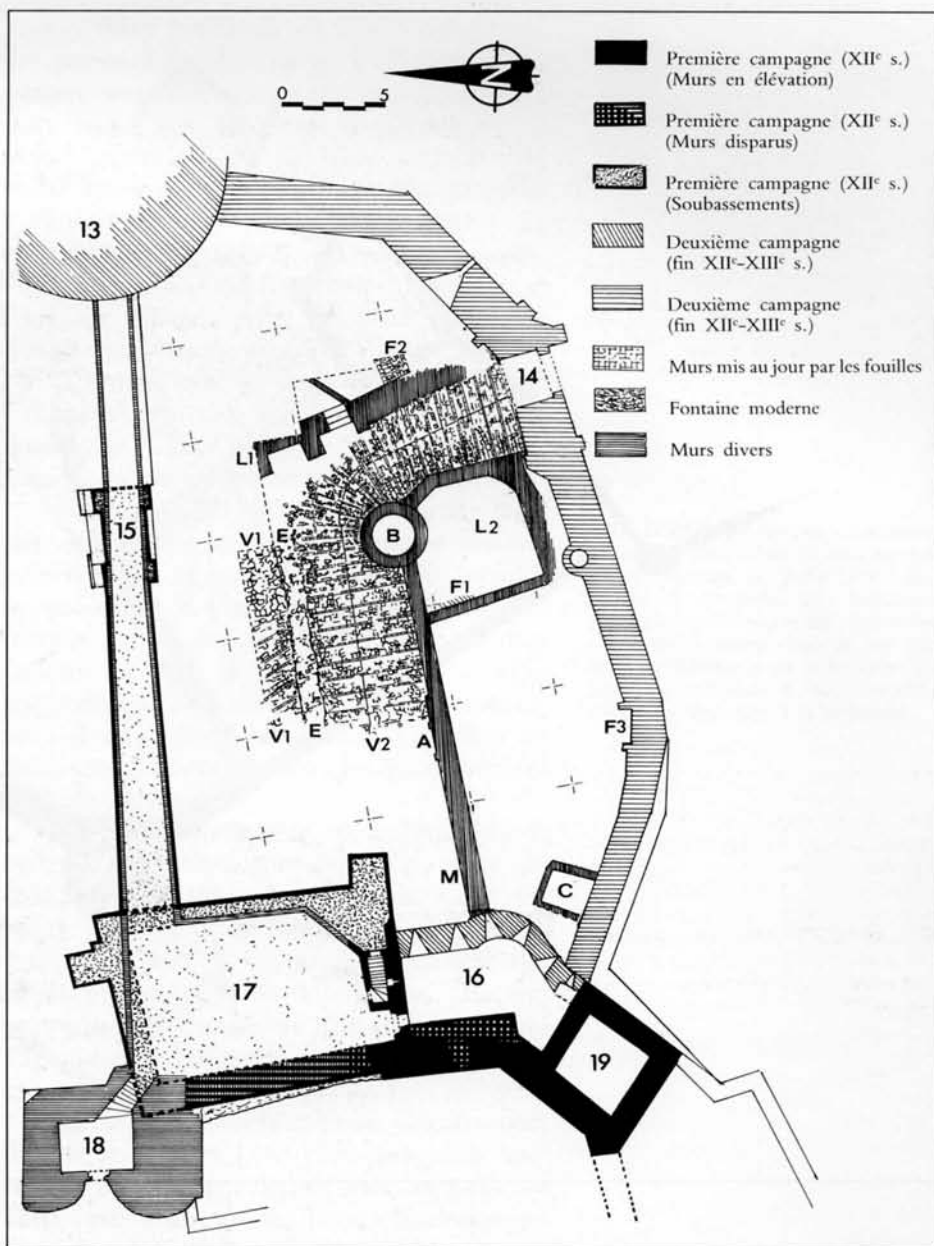 N
0 5
Première campagne (XIIe s.)
(Murs en élévation)
Première campagne (XIIe s.)
(Murs disparus)
Première campagne (XIIe s.)
(Soubassements)
Deuxième campagne
(fin XIIe-XIIIe s.)
Deuxième campagne
(fin XIIe-XIIIe s.)
Murs mis au jour par les fouilles
Fontaine moderne
Murs divers
13
F2
14
L1
15
V1
E
B
L2
F1
V1
E
V2
A
F3
M
C
17
16
19
18